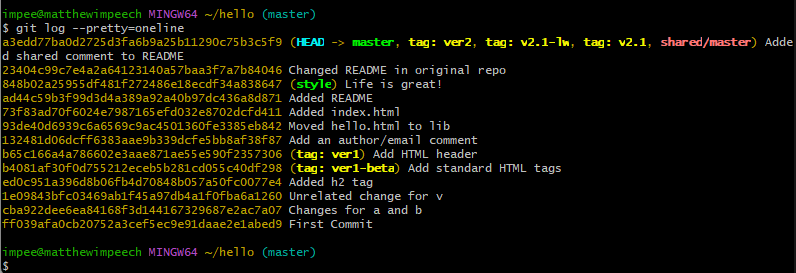 impee@matthewimpeech MINGW64 ~/hello (master)
$ git log --pretty=oneline
a3edd77ba0d2725d3fa6b9a25b11290c75b3c5f9 (HEAD -> master, tag: ver2, tag: v2.1-lw, tag: v2.1, shared/master) Adde
d shared comment to README
23404c99c7e4a2a64123140a57baa3f7a7b84046 Changed README in original repo
848b02a25955df481f272486e18ecdf34a838647 (style) Life is great!
ad44c59b3f99d3d4a389a92a40b97dc436a8d871 Added README
73f83ad70f6024e7987165efd032e8702dcfd411 Added index.html
93de40d6939c6a6569c9ac4501360fe3385eb842 Moved hello.html to lib
132481d06dcff6383aae9b339dcfe5bb8af38f87 Add an author/email comment
b65c166a4a786602e3aae871ae55e590f2357306 (tag: ver1) Add HTML header
b4081af30f0d755212eceb5b281cd055c40df298 (tag: ver1-beta) Add standard HTML tags
ed0c951a396d8b06fb4d70848b057a50fc0077e4 Added h2 tag
1e09843bfc03469ab1f45a97db4a1f0fba6a1260 Unrelated change for v
cba922dee6ea84168f3d144167329687e2ac7a07 Changes for a and b
ff039afa0cb20752a3cef5ec9e91daae2e1abed9 First Commit
impee@matthewimpeech MINGW64 ~/hello (master)
$